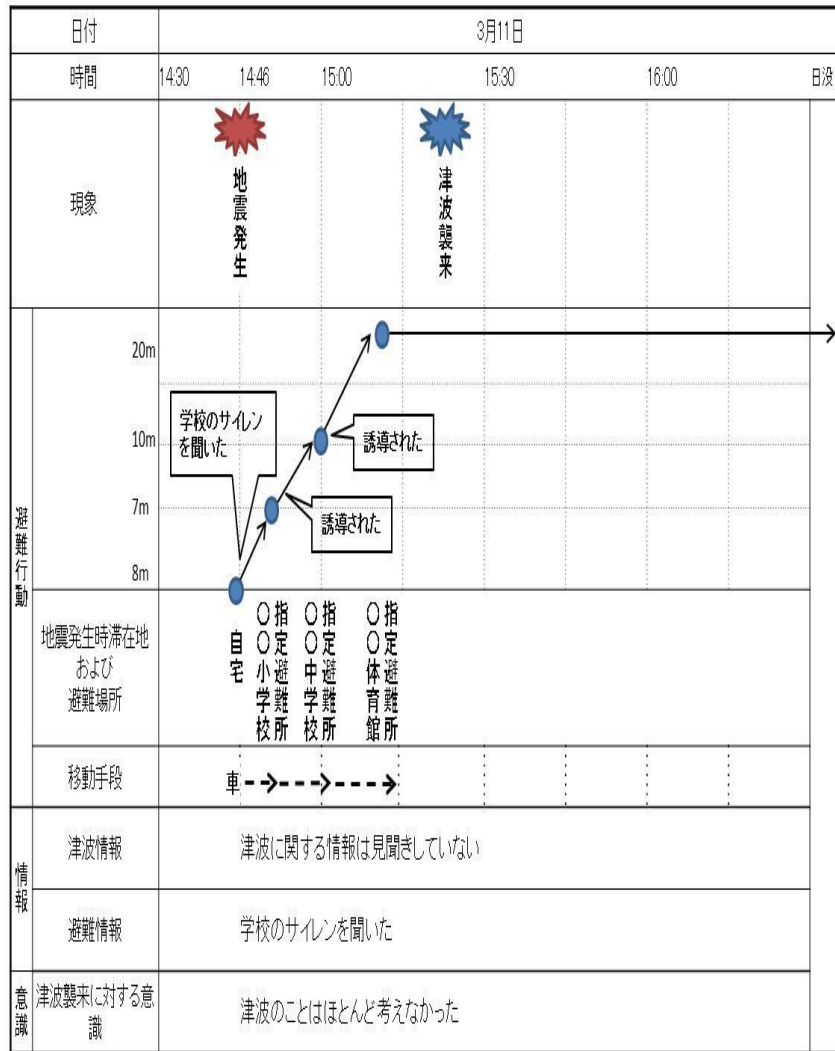 日付
3月11日
時間
14:30
14:46
15:00
15:30
16:00
日没
現象
地震発生
津波襲来
避難行動
20m
10m
7m
8m
学校のサイレン
を聞いた
誘導された
誘導された
地震発生時滞在地
および
避難場所
自宅
指定避難所
〇〇小学校
指定避難所
〇〇中学校
指定避難所
〇〇体育館
移動手段
車
情報
津波情報
津波に関する情報は見聞きしていない
避難情報
学校のサイレンを聞いた
意識
津波襲来に対する意
識
津波のことはほとんど考えなかった